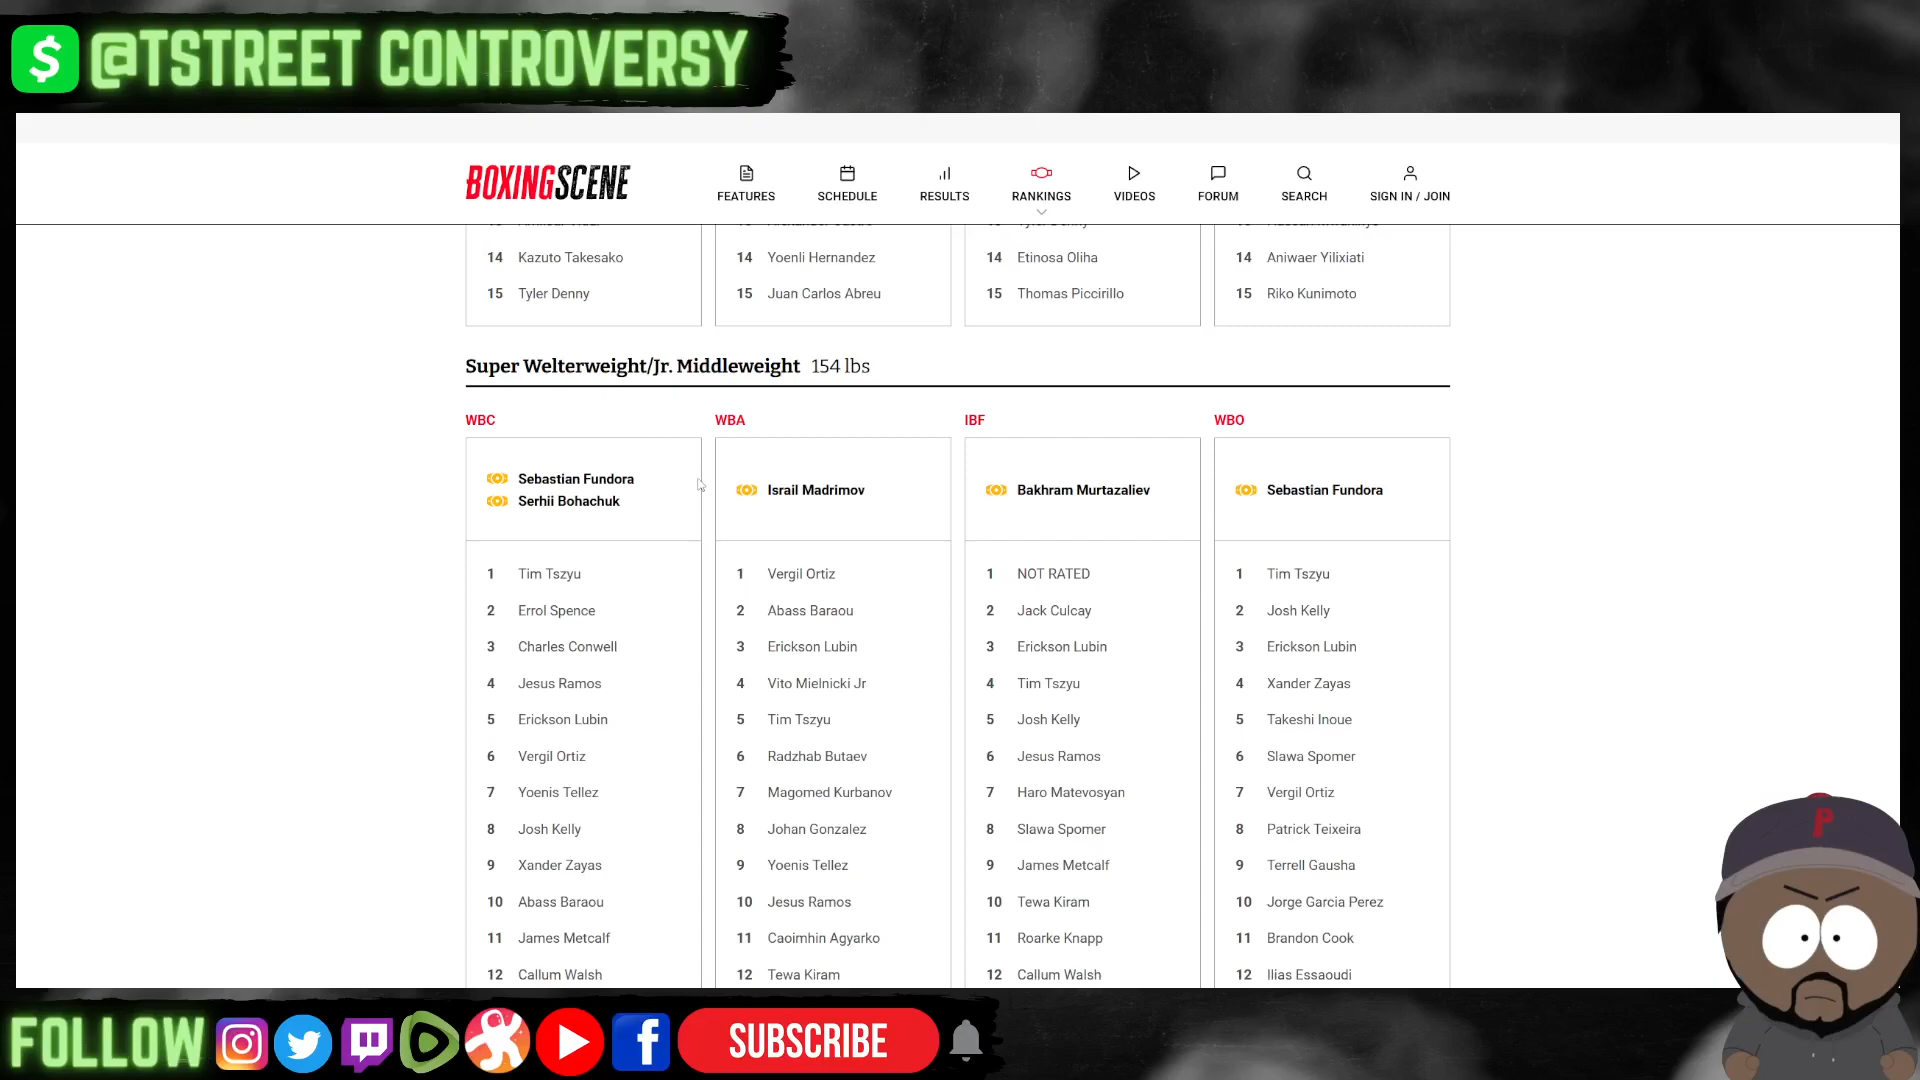 $ @TSTREET CONTROVERSY
BOXINGSCENE
FEATURES
SCHEDULE
RESULTS
RANKINGS
VIDEOS
FORUM
SEARCH
SIGN IN / JOIN
14 Kazuto Takesako
15 Tyler Denny
14 Yoenli Hernandez
15 Juan Carlos Abreu
14 Etinosa Oliha
15 Thomas Piccirillo
14 Aniwaer Yilixiati
15 Riko Kunimoto
Super Welterweight/Jr. Middleweight 154 lbs
WBC
Sebastian Fundora
Serhii Bohachuk
1 Tim Tszyu
2 Errol Spence
3 Charles Conwell
4 Jesus Ramos
5 Erickson Lubin
6 Vergil Ortiz
7 Yoenis Tellez
8 Josh Kelly
9 Xander Zayas
10 Abass Baraou
11 James Metcalf
12 Callum Walsh
WBA
Israil Madrimov
1 Vergil Ortiz
2 Abass Baraou
3 Erickson Lubin
4 Vito Mielnicki Jr
5 Tim Tszyu
6 Radzhab Butaev
7 Magomed Kurbanov
8 Johan Gonzalez
9 Yoenis Tellez
10 Jesus Ramos
11 Caoimhin Agyarko
12 Tewa Kiram
IBF
Bakhram Murtazaliev
1 NOT RATED
2 Jack Culcay
3 Erickson Lubin
4 Tim Tszyu
5 Josh Kelly
6 Jesus Ramos
7 Haro Matevosyan
8 Slawa Spomer
9 James Metcalf
10 Tewa Kiram
11 Roarke Knapp
12 Callum Walsh
WBO
Sebastian Fundora
1 Tim Tszyu
2 Josh Kelly
3 Erickson Lubin
4 Xander Zayas
5 Takeshi Inoue
6 Slawa Spomer
7 Vergil Ortiz
8 Patrick Teixeira
9 Terrell Gausha
10 Jorge Garcia Perez
11 Brandon Cook
12 Ilias Essaoudi
P
FOLLOW
SUBSCRIBE